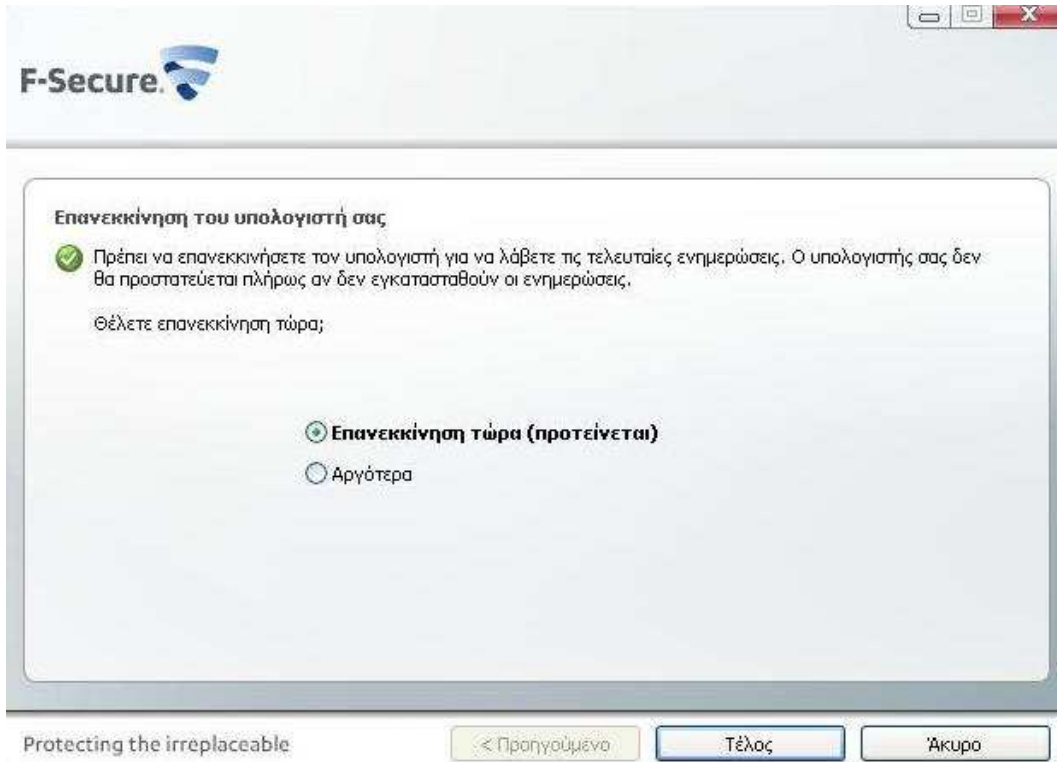 F-Secure.
Επανεκκίνηση του υπολογιστή σας
Πρέπει να επανεκκινήσετε τον υπολογιστή για να λάβετε τις τελευταίες ενημερώσεις. Ο υπολογιστής σας δεν
θα προστατεύεται πλήρως αν δεν εγκατασταθούν οι ενημερώσεις.
Θέλετε επανεκκίνηση τώρα;
Επανεκκίνηση τώρα (προτείνεται)
Αργότερα
Protecting the irreplaceable
< Προηγούμενο
Τέλος
Άκυρο